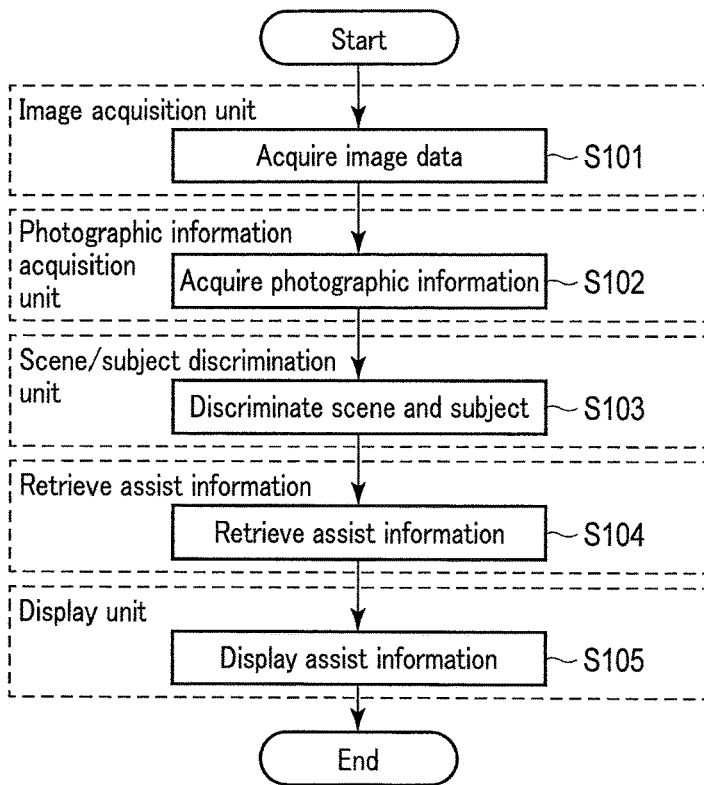 Start
Image acquisition unit
Acquire image data
S101
Photographic information
acquisition
unit
Acquire photographic information
S102
Scene/subject discrimination
unit
Discriminate scene and subject
S103
Retrieve assist information
Retrieve assist information
S104
Display unit
Display assist information
S105
End